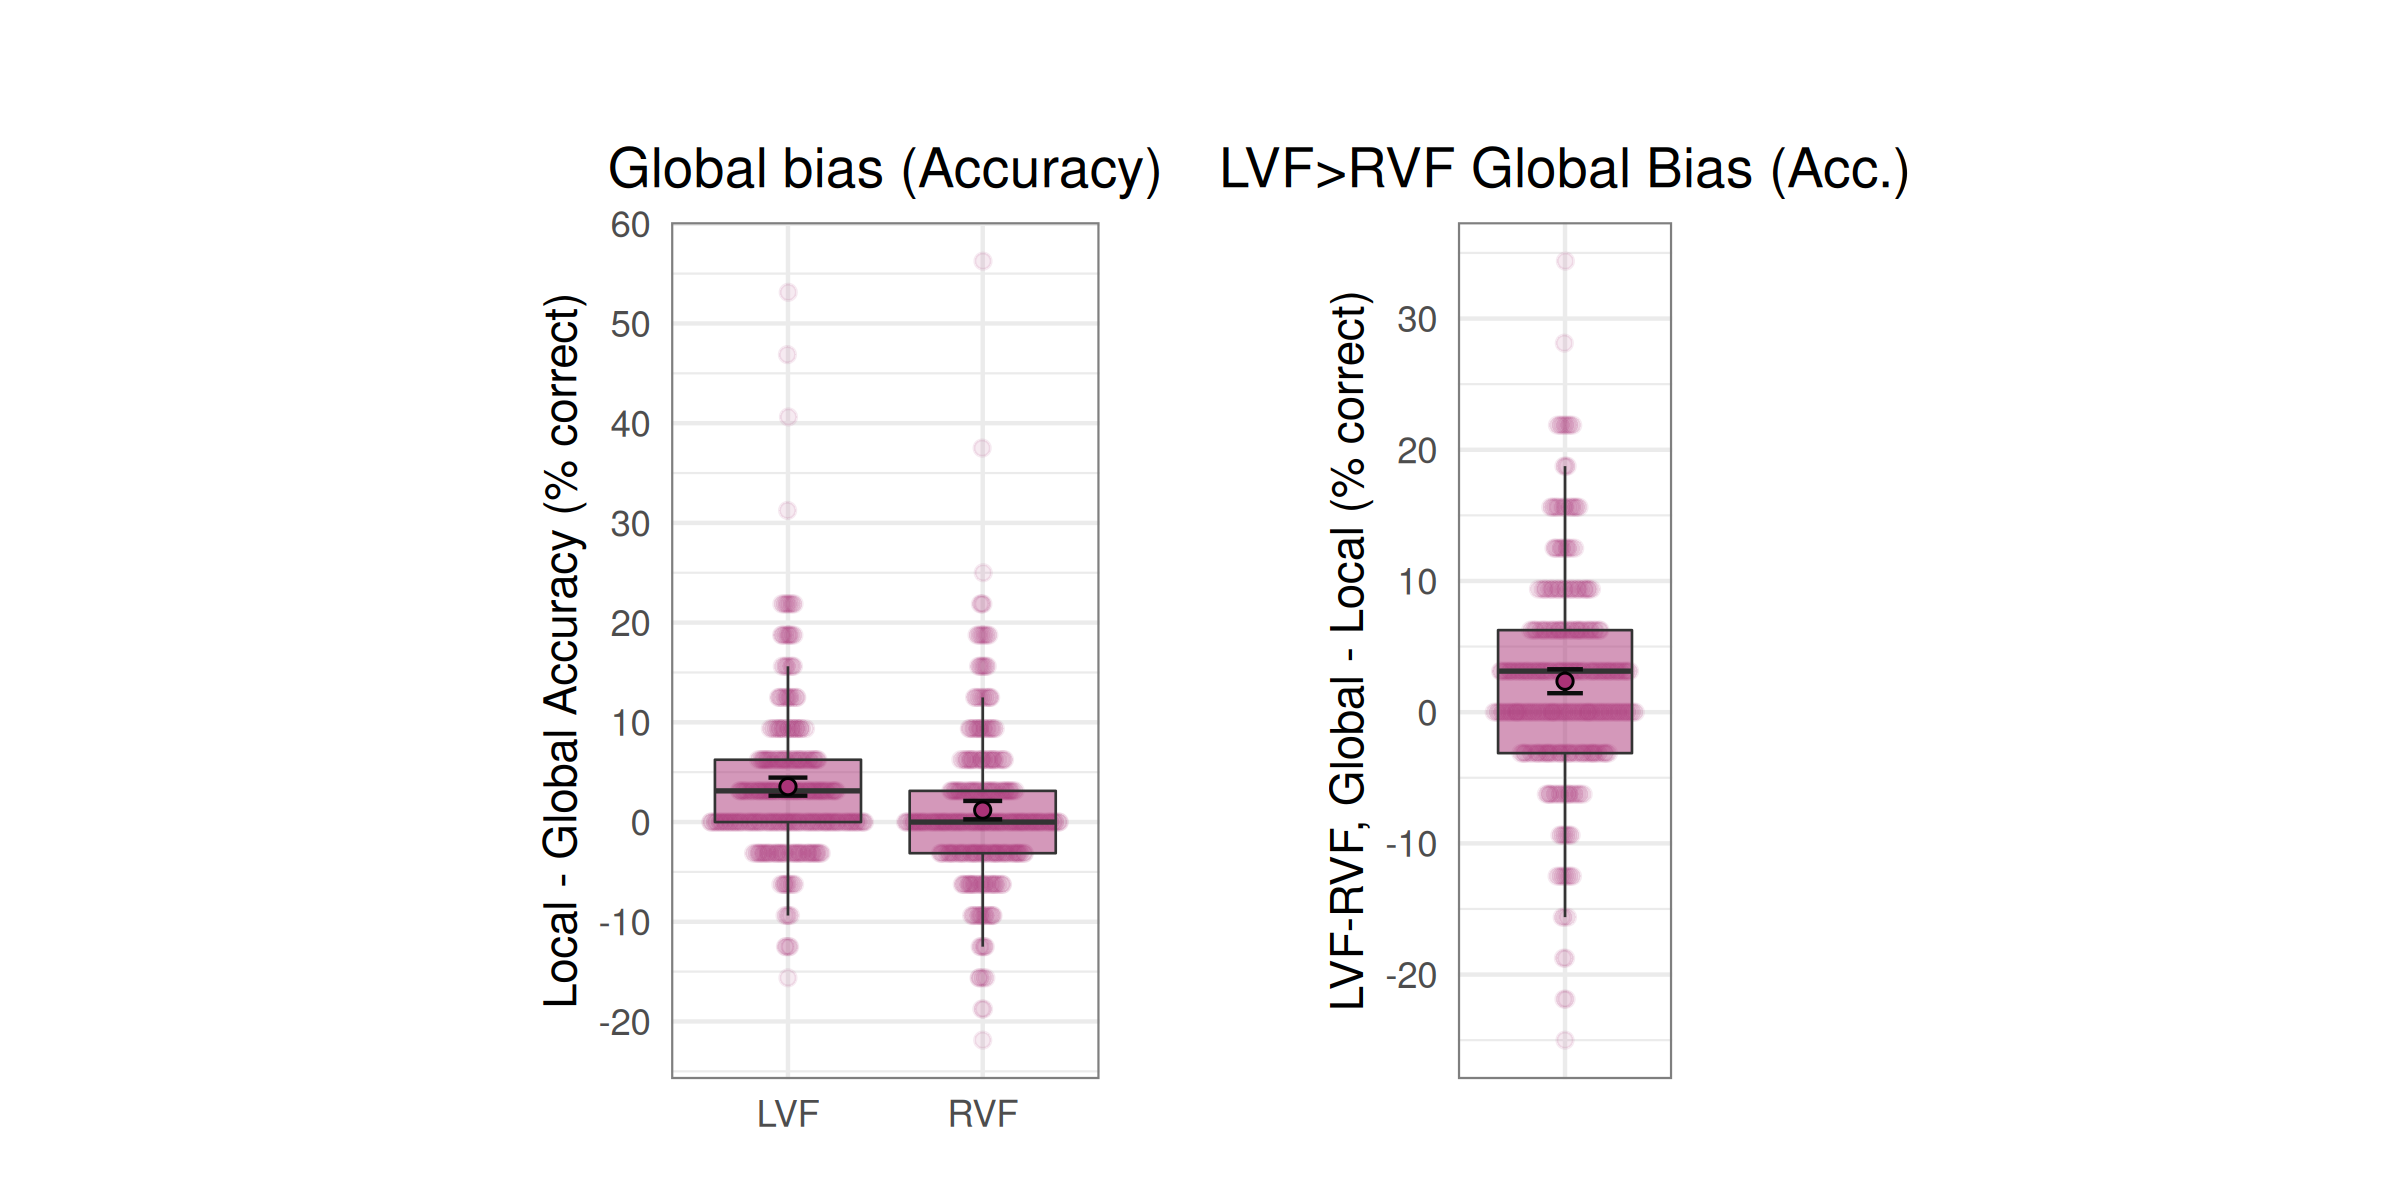 Global bias (Accuracy)
Local - Global Accuracy (% correct)
60
50
40
30
20
10
0
-10
-20
LVF
RVF
LVF>RVF Global Bias (Acc.)
LVF-RVF, Global - Local (% correct)
30
20
10
0
-10
-20